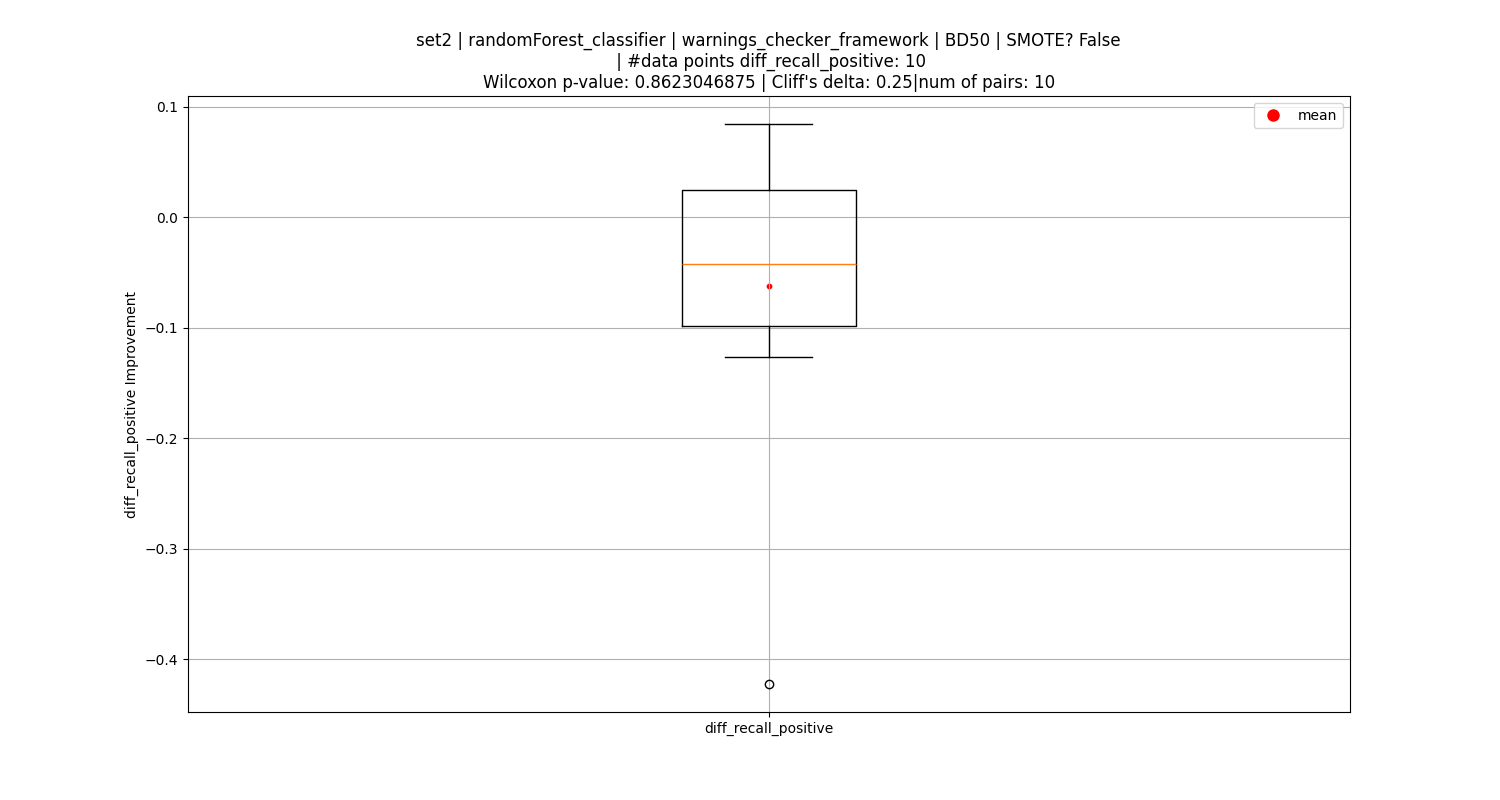 set2 | randomForest_classifier | warnings_checker_framework | BD50 | SMOTE? False
| #data points diff_recall_positive: 10
Wilcoxon p-value: 0.8623046875 | Cliff's delta: 0.25|num of pairs: 10
mean
0.1
0.0
−0.1
−0.2
−0.3
−0.4
diff_recall_positive Improvement
diff_recall_positive